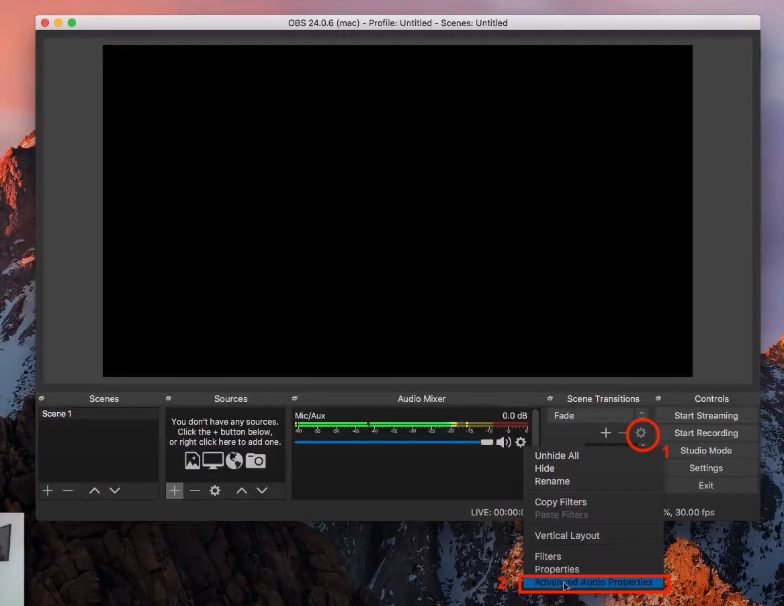 OBS 24.0.6 (mac) - Profile: Untitled - Scenes: Untitled
Scenes
Sources
Audio Mixer
Scene Transitions
Controls
Scene 1
You don't have any sources.
Click the + button below,
or right click here to add one.
Mic/Aux
0.0 dB
-60 -55 -50 -45 -40 -35 -30 -25 -20 -15 -10 -5 0
Fade
Start Streaming
Start Recording
Studio Mode
Settings
Exit
1
Unhide All
Hide
Rename
Copy Filters
Paste Filters
Vertical Layout
Filters
Properties
2
Advanced Audio Properties
LIVE: 00:00:0
%, 30.00 fps